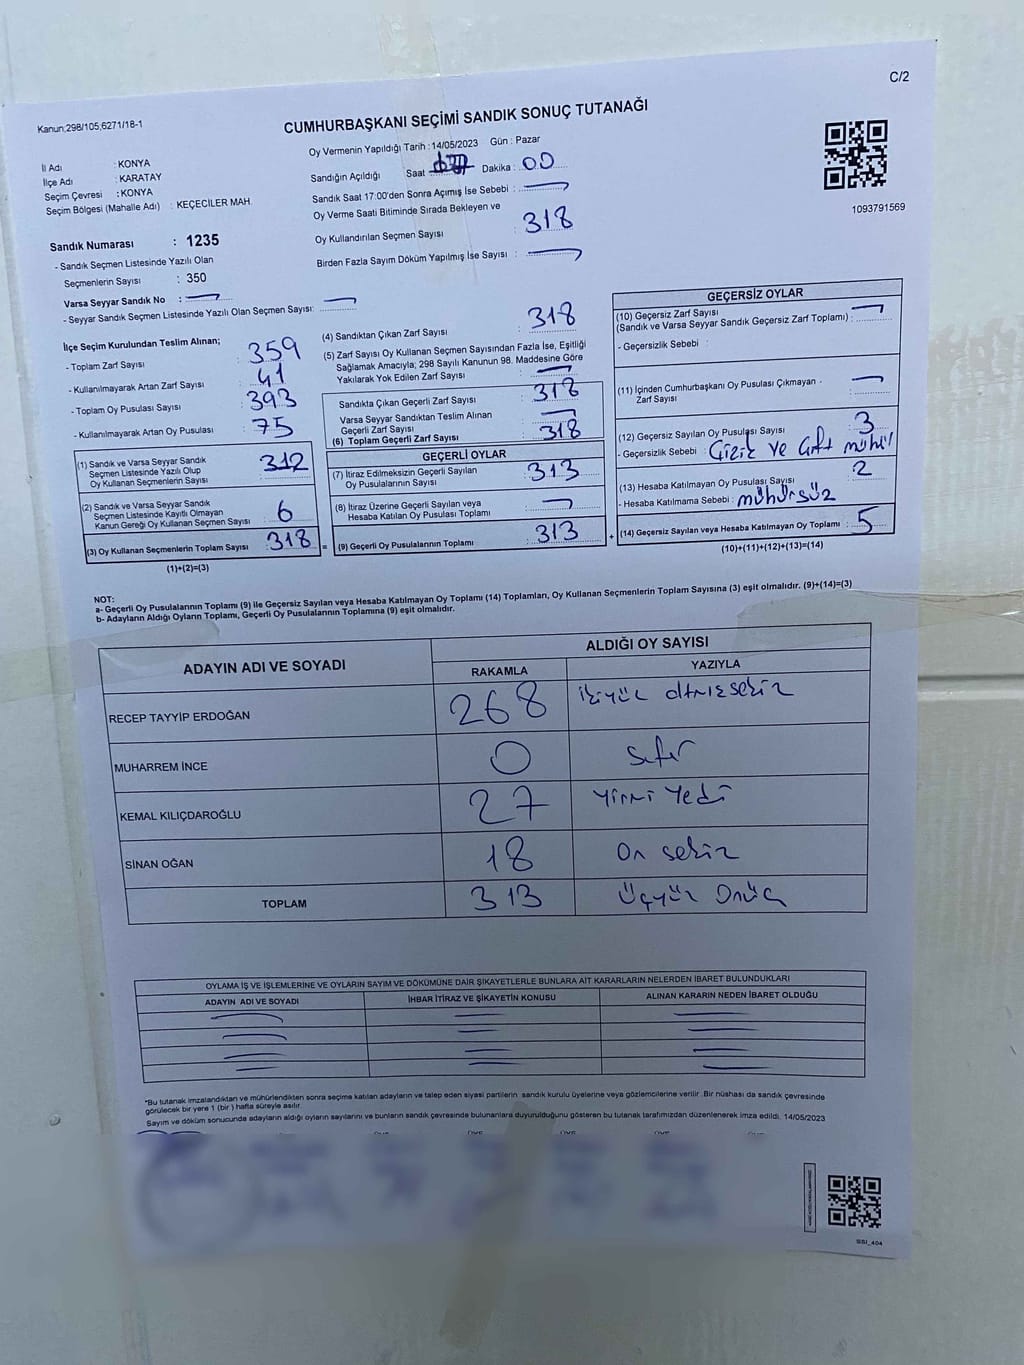 C/2
Kanun;298/105,6271/18-1
CUMHURBAŞKANI SEÇİMİ SANDIK SONUÇ TUTANAĞI
1093791569
İl Adı : KONYA
İlçe Adı : KARATAY
Seçim Çevresi : KONYA
Seçim Bölgesi (Mahalle Adı) : KEÇECİLER MAH.
Sandık Numarası : 1235
- Sandık Seçmen Listesinde Yazılı Olan
Seçmenlerin Sayısı : 350
Varsa Seyyar Sandık No :
- Seyyar Sandık Seçmen Listesinde Yazılı Olan Seçmen Sayısı:
Oy Vermenin Yapıldığı Tarih : 14/05/2023 Gün : Pazar
Sandığın Açıldığı Saat Dakika : 00
Sandık Saat 17:00'den Sonra Açımış İse Sebebi :
Oy Verme Saati Bitiminde Sırada Bekleyen ve
Oy Kullandırılan Seçmen Sayısı : 318
Birden Fazla Sayım Döküm Yapılmış İse Sayısı :
İlçe Seçim Kurulundan Teslim Alınan;
- Toplam Zarf Sayısı : 359
- Kullanılmayarak Artan Zarf Sayısı : 41
- Toplam Oy Pusulası Sayısı : 393
- Kullanılmayarak Artan Oy Pusulası : 75
(1) Sandık ve Varsa Seyyar Sandık
Seçmen Listesinde Yazılı Olup
Oy Kullanan Seçmenlerin Sayısı : 312
(2) Sandık ve Varsa Seyyar Sandık
Seçmen Listesinde Kayıtlı Olmayan
Kanun Gereği Oy Kullanan Seçmen Sayısı : 6
(3) Oy Kullanan Seçmenlerin Toplam Sayısı : 318 =
(1)+(2)=(3)
(4) Sandıktan Çıkan Zarf Sayısı : 318
(5) Zarf Sayısı Oy Kullanan Seçmen Sayısından Fazla İse, Eşitliği
Sağlamak Amacıyla; 298 Sayılı Kanunun 98. Maddesine Göre
Yakılarak Yok Edilen Zarf Sayısı :
Sandıkta Çıkan Geçerli Zarf Sayısı : 318
Varsa Seyyar Sandıktan Teslim Alınan
Geçerli Zarf Sayısı :
(6) Toplam Geçerli Zarf Sayısı : 318
GEÇERLİ OYLAR
(7) İtiraz Edilmeksizin Geçerli Sayılan
Oy Pusulalarının Sayısı : 313
(8) İtiraz Üzerine Geçerli Sayılan veya
Hesaba Katılan Oy Pusulası Toplamı :
(9) Geçerli Oy Pusulalarının Toplamı : 313 +
GEÇERSİZ OYLAR
(10) Geçersiz Zarf Sayısı
(Sandık ve Varsa Seyyar Sandık Geçersiz Zarf Toplamı) :
- Geçersizlik Sebebi :
(11) İçinden Cumhurbaşkanı Oy Pusulası Çıkmayan
Zarf Sayısı :
(12) Geçersiz Sayılan Oy Pusulası Sayısı : 3
- Geçersizlik Sebebi : Çizik ve Çift mühür
(13) Hesaba Katılmayan Oy Pusulası Sayısı : 2
- Hesaba Katılmama Sebebi : mühürsüz
(14) Geçersiz Sayılan veya Hesaba Katılmayan Oy Toplamı : 5
(10)+(11)+(12)+(13)=(14)
NOT:
a- Geçerli Oy Pusulalarının Toplamı (9) ile Geçersiz Sayılan veya Hesaba Katılmayan Oy Toplamı (14) Toplamları, Oy Kullanan Seçmenlerin Toplam Sayısına (3) eşit olmalıdır. (9)+(14)=(3)
b- Adayların Aldığı Oyların Toplamı, Geçerli Oy Pusulalarının Toplamına (9) eşit olmalıdır.
ADAYIN ADI VE SOYADI ALDIĞI OY SAYISI
RAKAMLA YAZIYLA
RECEP TAYYİP ERDOĞAN 268 ikiyüz altmışsekiz
MUHARREM İNCE 0 Sıfır
KEMAL KILIÇDAROĞLU 27 Yirmi Yedi
SİNAN OĞAN 18 On sekiz
TOPLAM 313 Üçyüz Onüç
OYLAMA İŞ VE İŞLEMLERİNE VE OYLARIN SAYIM VE DÖKÜMÜNE DAİR ŞİKAYETLERLE BUNLARA AİT KARARLARIN NELERDEN İBARET BULUNDUKLARI
ADAYIN ADI VE SOYADI İHBAR İTİRAZ VE ŞİKAYETİN KONUSU ALINAN KARARIN NEDEN İBARET OLDUĞU
*Bu tutanak imzalandıktan ve mühürlendikten sonra seçime katılan adayların ve talep eden siyasi partilerin sandık kurulu üyelerine veya gözlemcilerine verilir. Bir nüshası da sandık çevresinde
görülecek bir yere 1 (bir) hafta süreyle asılır.
Sayım ve döküm sonucunda adayların aldığı oyların sayılarını ve bunların sandık çevresinde bulunanlara duyurulduğunu gösteren bu tutanak tarafımızdan düzenlenerek imza edildi. 14/05/2023
SSI_404